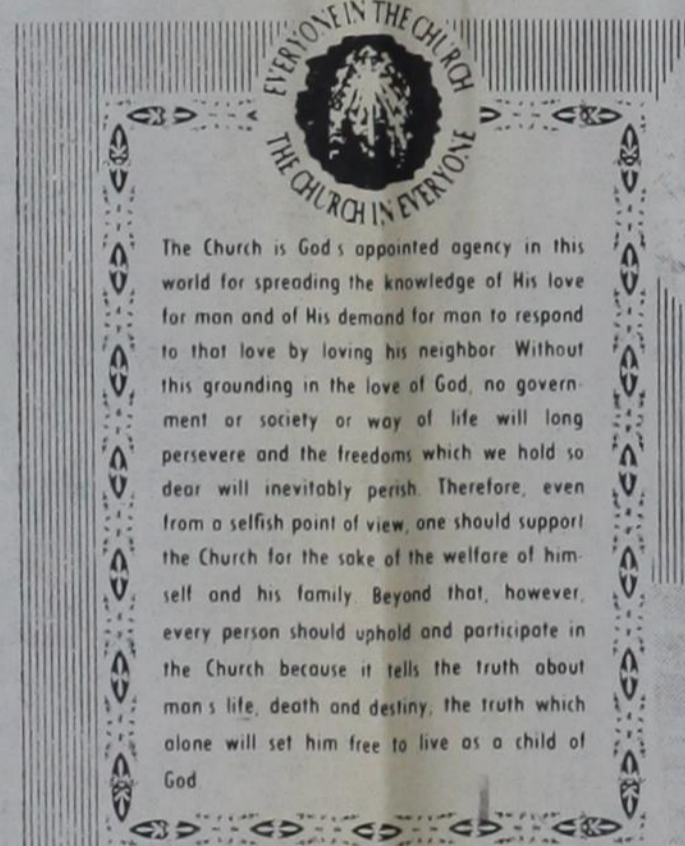 EVERYONE IN THE CHURCH
THE CHURCH IN EVERYONE
The Church is God s appointed agency in this
world for spreading the knowledge of His love
for man and of His demand for man to respond
to that love by loving his neighbor Without
this grounding in the love of God, no govern-
ment or society or way of life will long
persevere and the freedoms which we hold so
dear will inevitably perish. Therefore, even
from a selfish point of view, one should support
the Church for the sake of the welfare of him-
self and his family. Beyond that, however,
every person should uphold and participate in
the Church because it tells the truth about
man s life, death and destiny; the truth which
alone will set him free to live as a child of
God